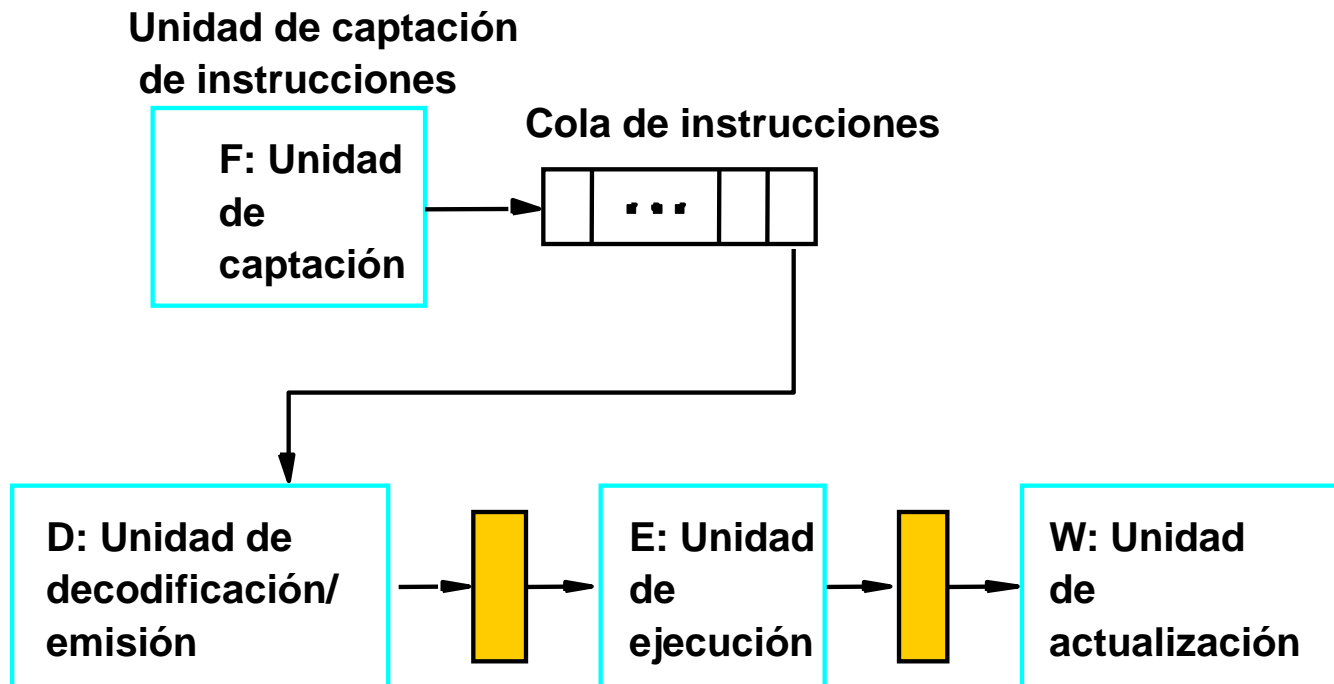 Unidad de captación
de instrucciones
Cola de instrucciones
F: Unidad
de
captación
D: Unidad de
decodificación/
emisión
E: Unidad
de
ejecución
W: Unidad
de
actualización